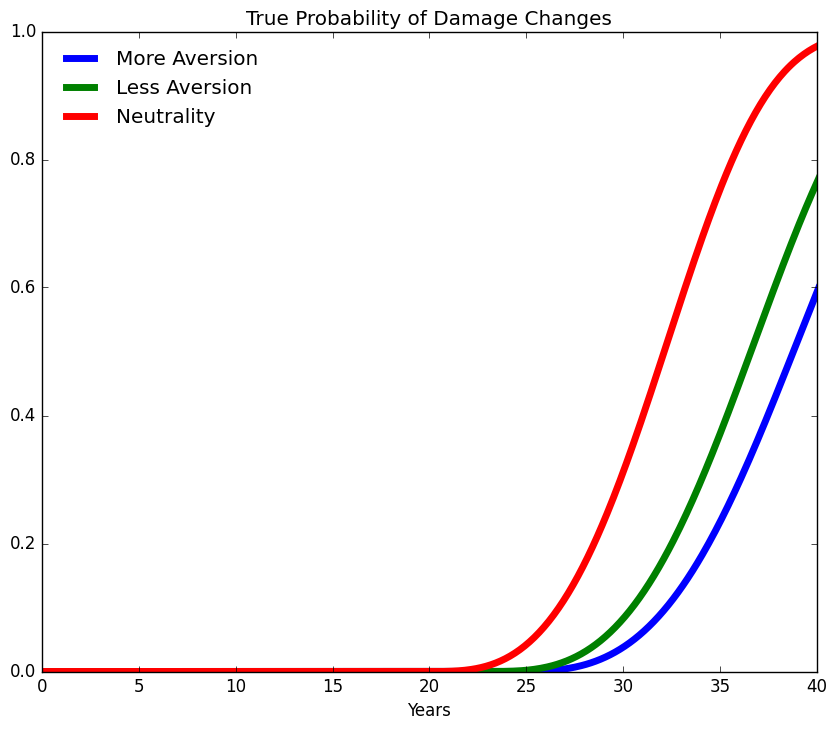 True Probability of Damage Changes
1.0
More Aversion
Less Aversion
Neutrality
0.8
0.6
0.4
0.2
0.0
0 5 10 15 20 25 30 35 40
Years